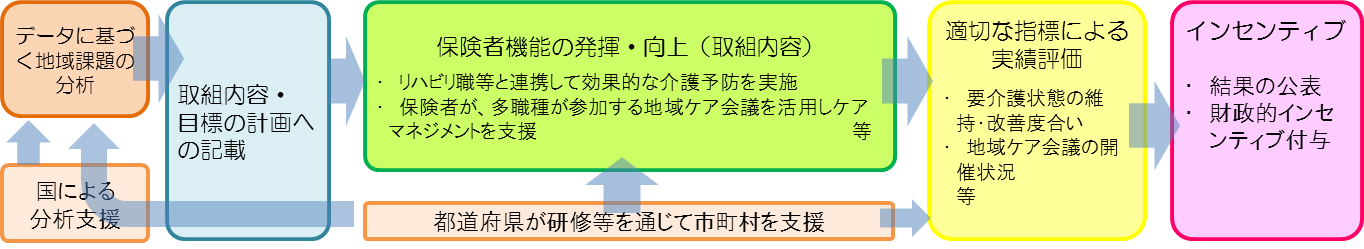 データに基づ
く地域課題の
分析
国による
分析支援
取組内容・
目標の計画へ
の記載
保険者機能の発揮・向上（取組内容）
・ リハビリ職等と連携して効果的な介護予防を実施
・ 保険者が、多職種が参加する地域ケア会議を活用しケア
マネジメントを支援 等
都道府県が研修等を通じて市町村を支援
適切な指標による
実績評価
・ 要介護状態の維
持・改善度合い
・ 地域ケア会議の開
催状況
等
インセンティブ
・ 結果の公表
・ 財政的インセ
ンティブ付与